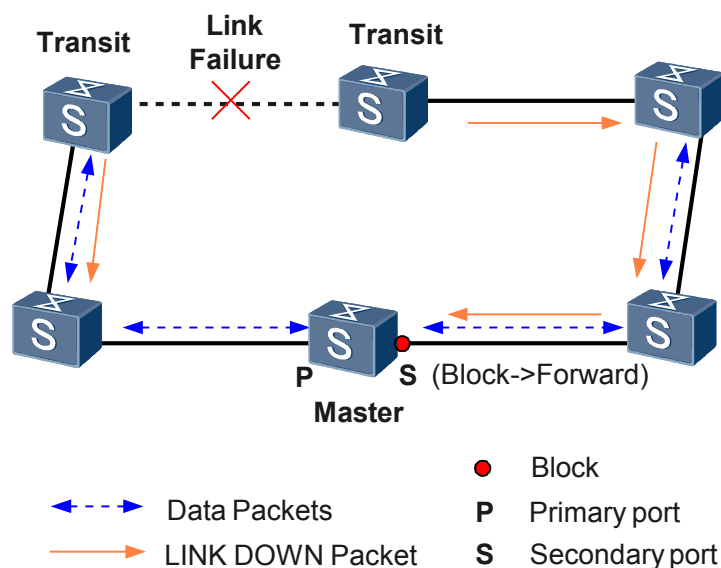 Link
Failure
Transit
Transit
S
S
S
S
S
S
P
S (Block->Forward)
Master
Block
Data Packets
P Primary port
LINK DOWN Packet
S Secondary port